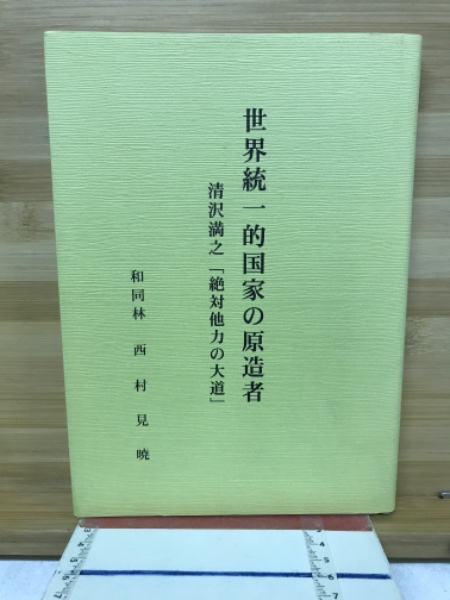 世界統一的国家の原造者
清沢満之「絶対他力の大道」
和同林 西村見暁